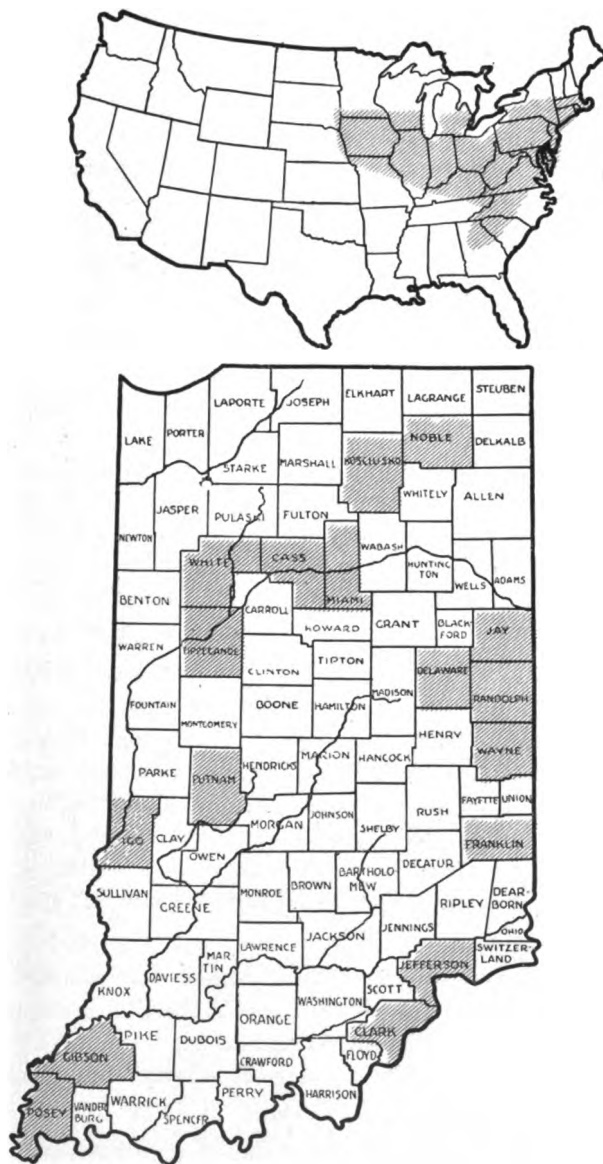 STEUBEN
LAGRANGE
ELKHART
JOSEPH
LAPORTE
PORTER
LAKE
NOBLE
DELKALB
KOSCIUSKO
MARSHALL
STARKE
WHITELY
ALLEN
JASPER
PULASKI
FULTON
NEWTON
WHITE
CASS
MIAMI
WABASH
HUNTING
TON
WELLS
ADAMS
BENTON
CARROLL
HOWARD
GRANT
BLACK
FORD
JAY
WARREN
TIPPECANOE
CLINTON
TIPTON
MADISON
DELAWARE
RANDOLPH
FOUNTAIN
MONTGOMERY
BOONE
HAMILTON
HENRY
WAYNE
PARKE
PUTNAM
HENDRICKS
MARION
HANCOCK
RUSH
FAYETTE
UNION
IGO
CLAY
OWEN
MORGAN
JOHNSON
SHELBY
FRANKLIN
DECATUR
SULLIVAN
GREENE
MONROE
BROWN
BARTHOLO-
MEW
RIPLEY
DEAR-
BORN
OHIO
JENNINGS
JACKSON
LAWRENCE
MAR
TIN
DAVIESS
KNOX
SWITZER-
LAND
JEFFERSON
SCOTT
WASHINGTON
ORANGE
CLARK
FLOYD
GIBSON
PIKE
DUBOIS
CRAWFORD
HARRISON
POSEY
VANDER
BURG
WARRICK
SPENCER
PERRY